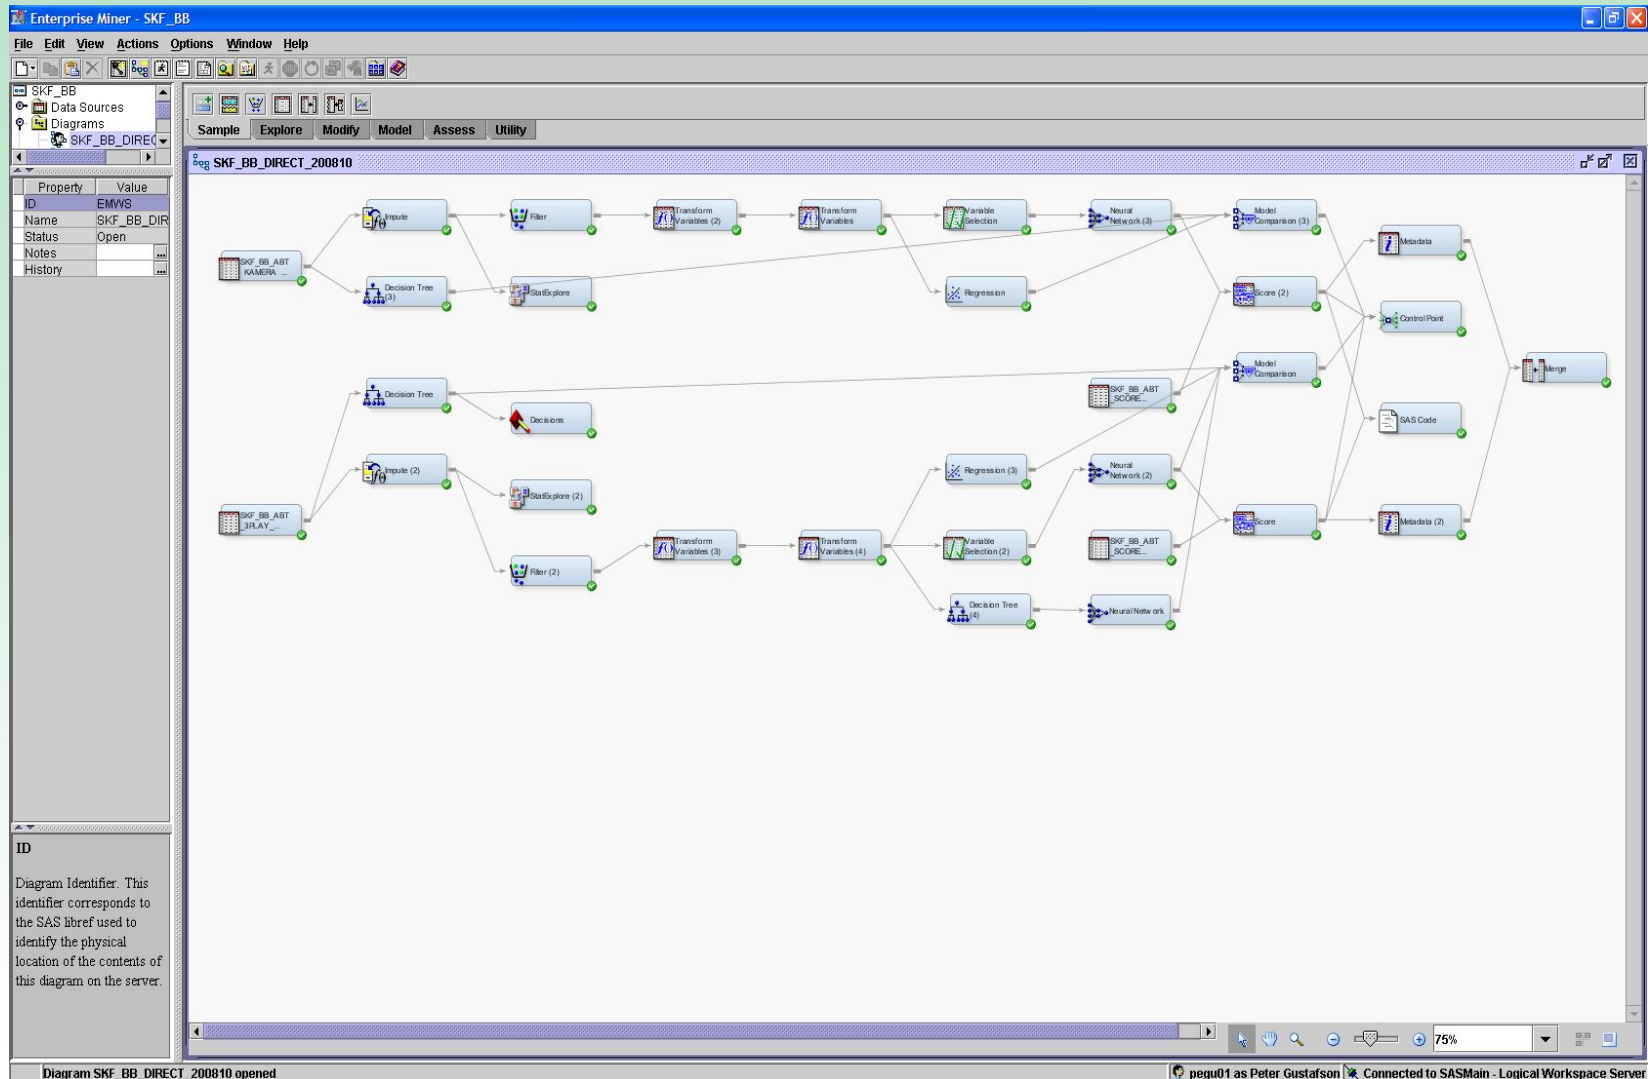 Enterprise Miner - SKF_BB
File Edit View Actions Options Window Help
SKF_BB
Data Sources
Diagrams
SKF_BB_DIREC
Sample Explore Modify Model Assess Utility
SKF_BB_DIRECT_200810
Property Value
ID EMWS
Name SKF_BB_DIR
Status Open
Notes ...
History ...
Impute
Filter
Transform
Variables (2)
Transform
Variables
Variable
Selection
Neural
Network (3)
Model
Comparison (3)
Metadata
SKF_BB_ABT
KAMERA ...
Decision Tree
(3)
StatExplore
Regression
Score (2)
Control Point
Model
Comparison
Merge
Decision Tree
SKF_BB_ABT
_SCORE...
Decisions
SAS Code
Impute (2)
Regression (3)
Neural
Network (2)
StatExplore (2)
SKF_BB_ABT
_3PLAY_...
Score
Metadata (2)
Transform
Variables (3)
Transform
Variables (4)
Variable
Selection (2)
SKF_BB_ABT
_SCORE...
Filter (2)
Decision Tree
(4)
Neural Network
ID
Diagram Identifier. This
identifier corresponds to
the SAS libref used to
identify the physical
location of the contents of
this diagram on the server.
75%
Diagram SKF_BB_DIRECT_200810 opened
pegu01 as Peter Gustafson Connected to SASMain - Logical Workspace Server